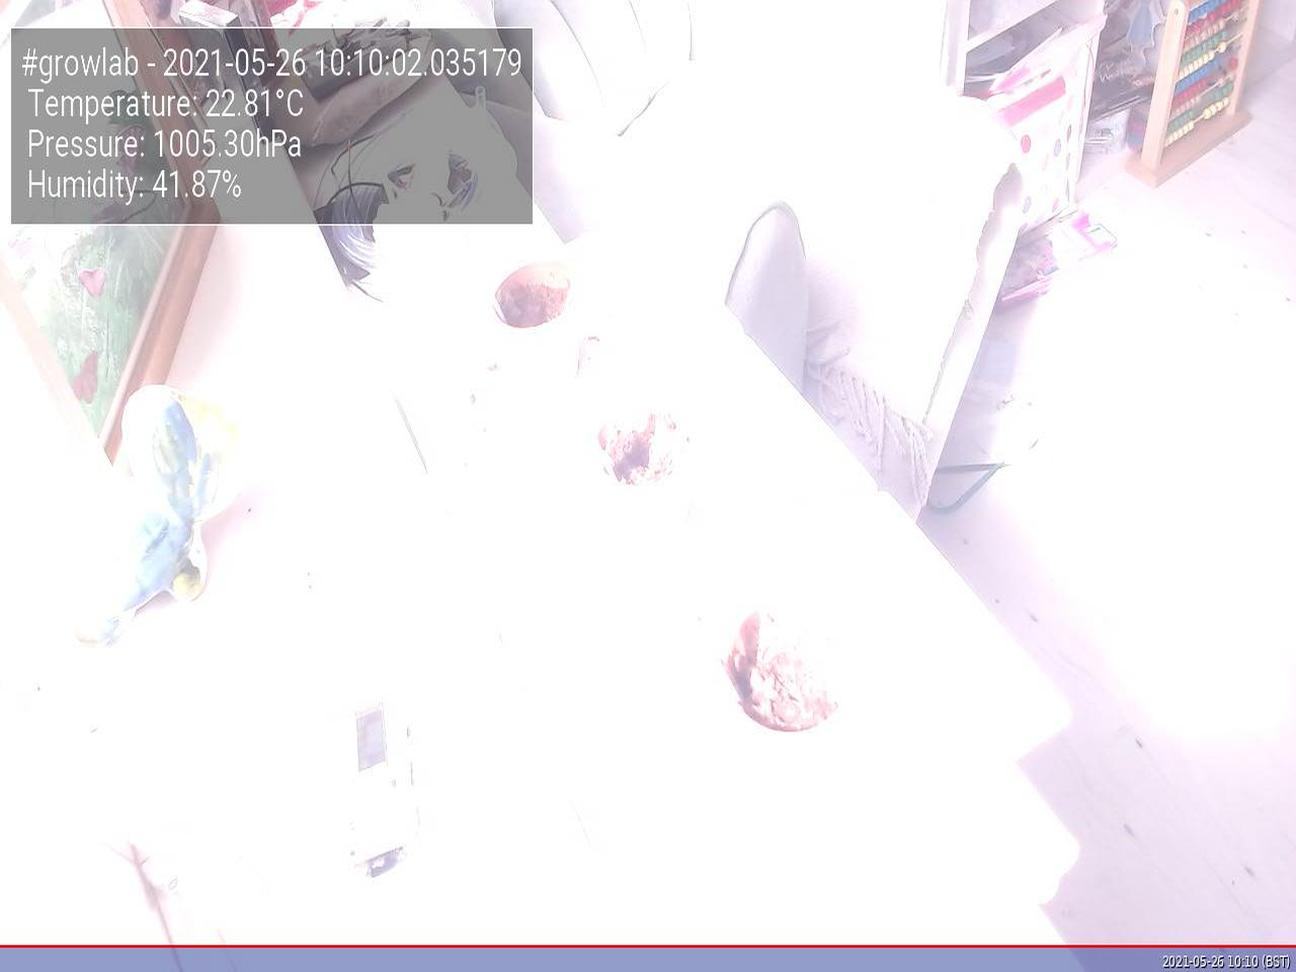 #growlab - 2021-05-26 10:10:02.035179
Temperature: 22.81°C
Pressure: 1005.30hPa
Humidity: 41.87%
2021-05-26 10:10 (BST)